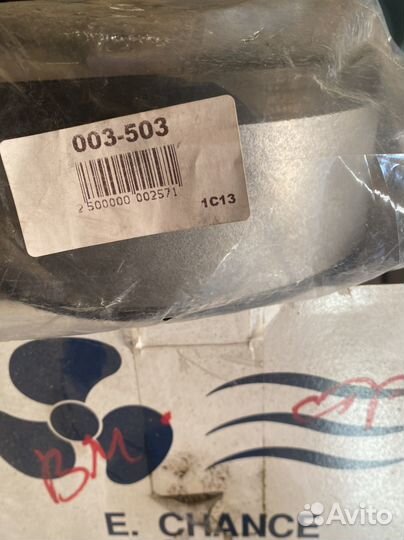 003-503
2 500000 002571
1C13
BM
E. CHANCE
Avito